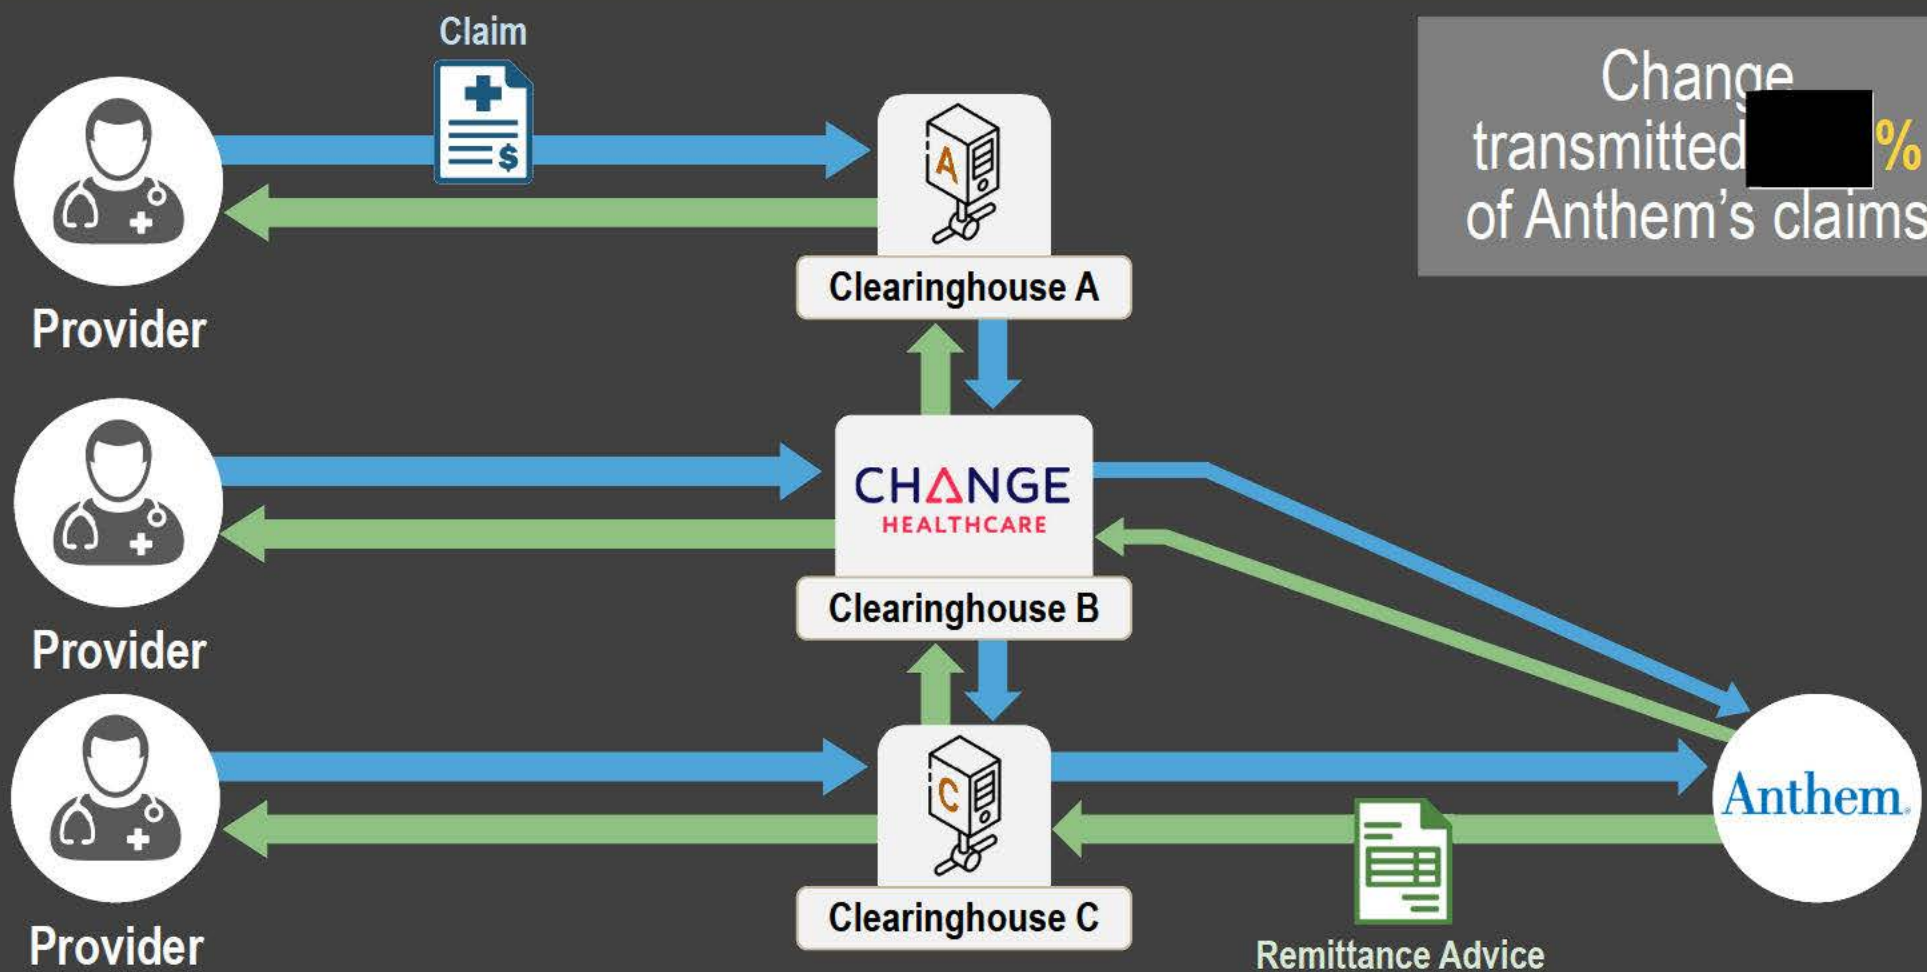 Claim
$
Change
transmitted %
of Anthem's claims
A
Clearinghouse A
Provider
CHANGE
HEALTHCARE
Clearinghouse B
Provider
C
Anthem
Clearinghouse C
Provider
Remittance Advice